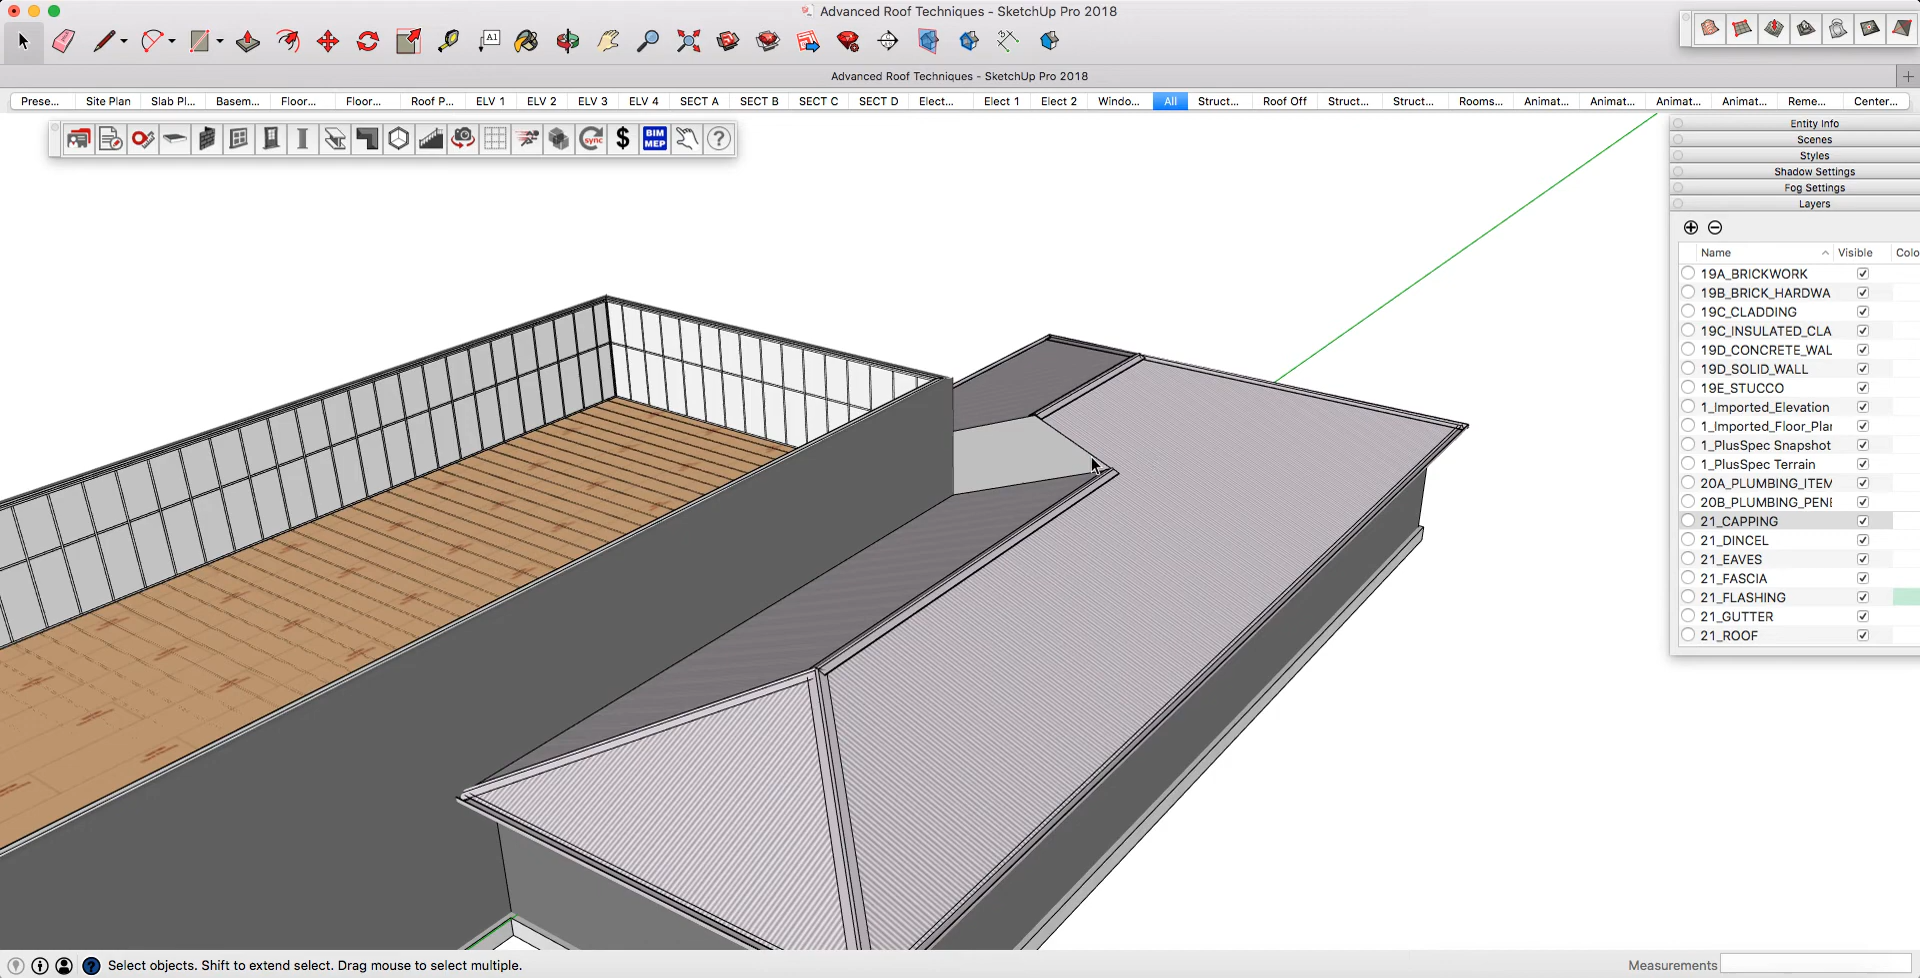 Advanced Roof Techniques - SketchUp Pro 2018
A1
Advanced Roof Techniques - SketchUp Pro 2018
Prese... Site Plan Slab Pl... Basem... Floor... Floor... Roof P... ELV 1 ELV 2 ELV 3 ELV 4 SECT A SECT B SECT C SECT D Elect... Elect 1 Elect 2 Windo... All Struct... Roof Off Struct... Struct... Rooms... Animat... Animat... Animat... Animat... Reme... Center...
sync $ BIM MEP ?
Entity Info
Scenes
Styles
Shadow Settings
Fog Settings
Layers
Name Visible Colo
19A_BRICKWORK
19B_BRICK_HARDWA
19C_CLADDING
19C_INSULATED_CLA
19D_CONCRETE_WAL
19D_SOLID_WALL
19E_STUCCO
1_Imported_Elevation
1_Imported_Floor_Plan
1_PlusSpec Snapshot
1_PlusSpec Terrain
20A_PLUMBING_ITEM
20B_PLUMBING_PENE
21_CAPPING
21_DINCEL
21_EAVES
21_FASCIA
21_FLASHING
21_GUTTER
21_ROOF
? Select objects. Shift to extend select. Drag mouse to select multiple.
Measurements